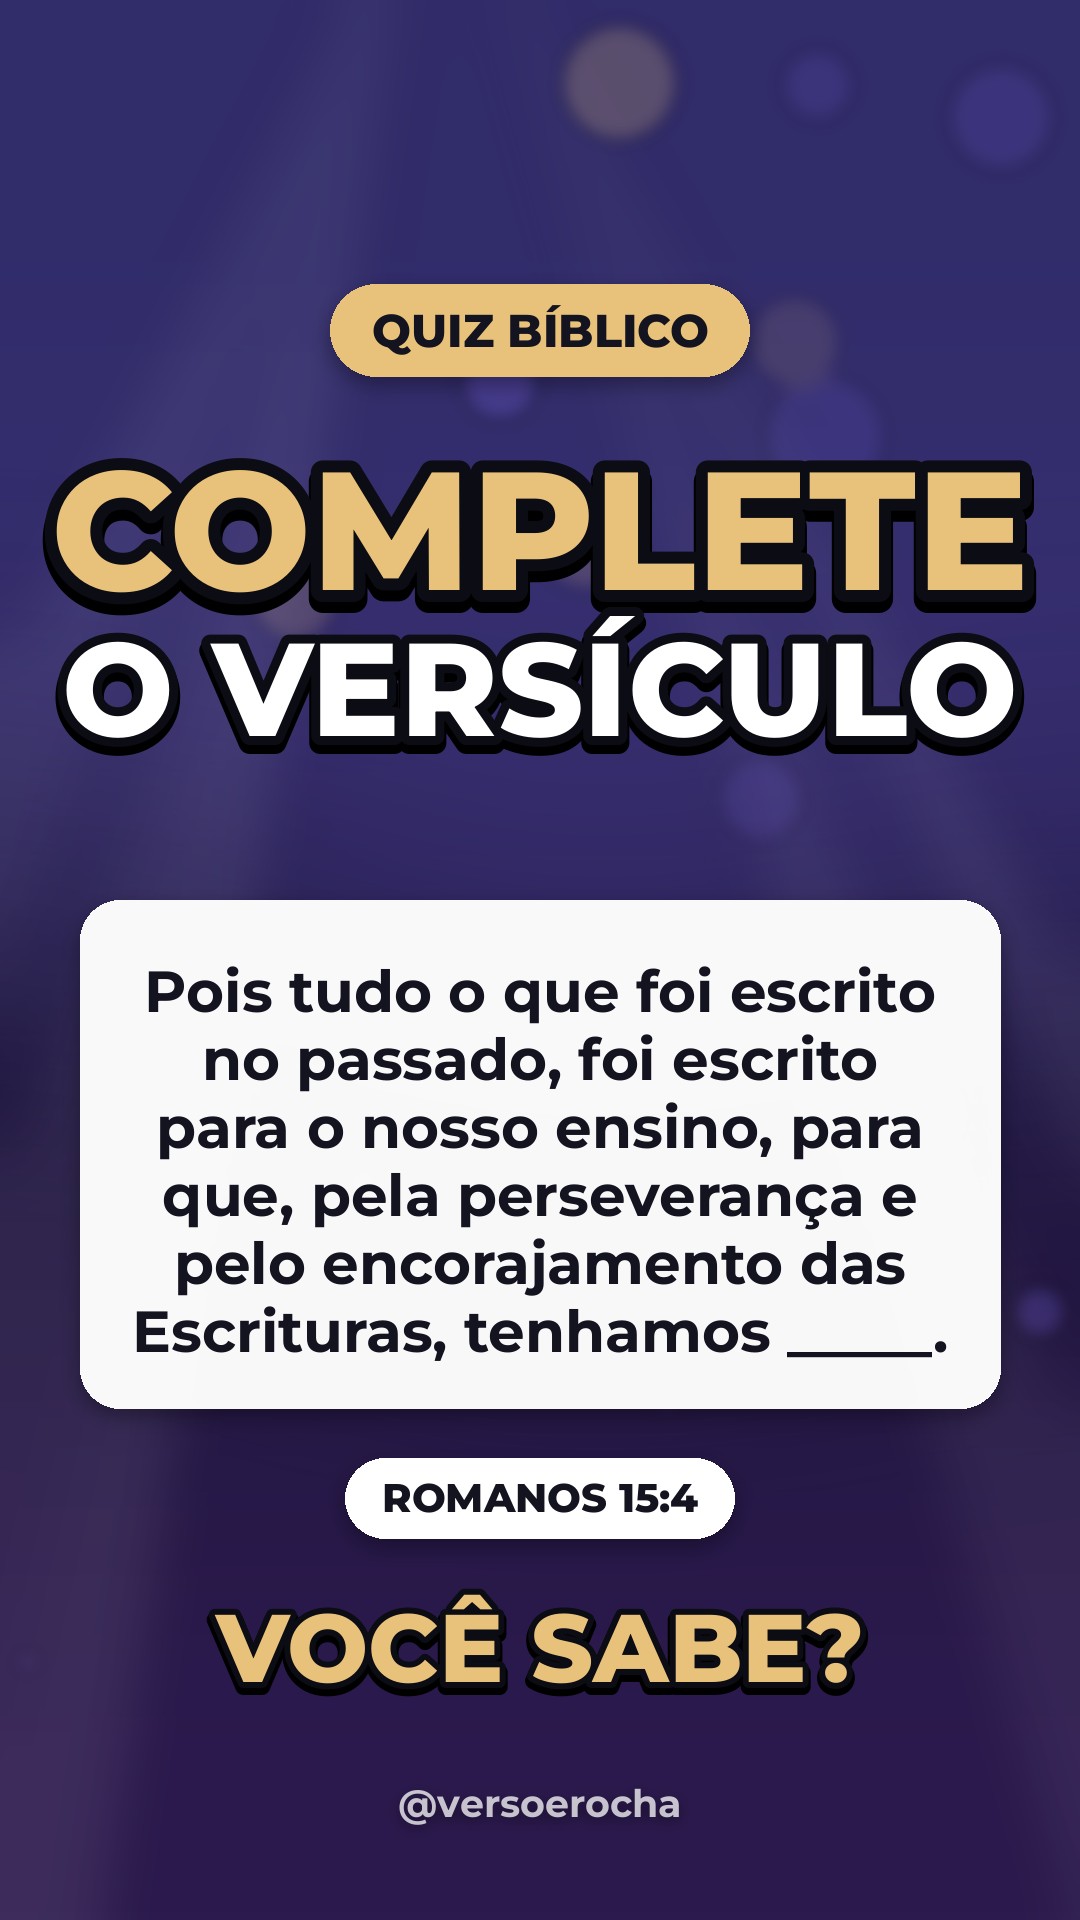 QUIZ BÍBLICO
COMPLETE
O VERSÍCULO
Pois tudo o que foi escrito
no passado, foi escrito
para o nosso ensino, para
que, pela perseverança e
pelo encorajamento das
Escrituras, tenhamos _____.
ROMANOS 15:4
VOCÊ SABE?
@versoerocha